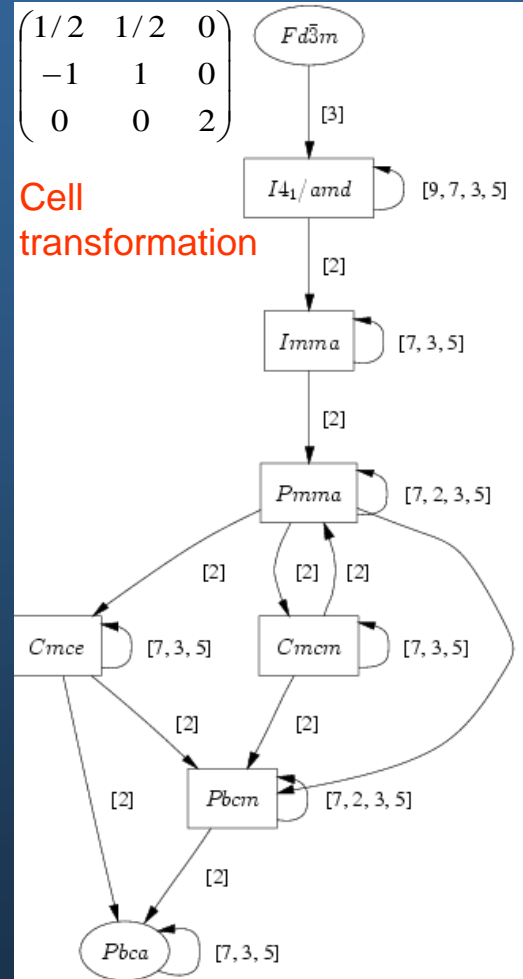 1/2 1/2 0
-1 1 0
0 0 2
Cell
transformation
Fd3̄m
[3]
I4₁/amd
[9, 7, 3, 5]
[2]
Imma
[7, 3, 5]
[2]
Pmma
[7, 2, 3, 5]
[2] [2] [2]
Cmce
[7, 3, 5]
Cmcm
[7, 3, 5]
[2] [2]
[2]
Pbcm
[7, 2, 3, 5]
[2]
Pbca
[7, 3, 5]